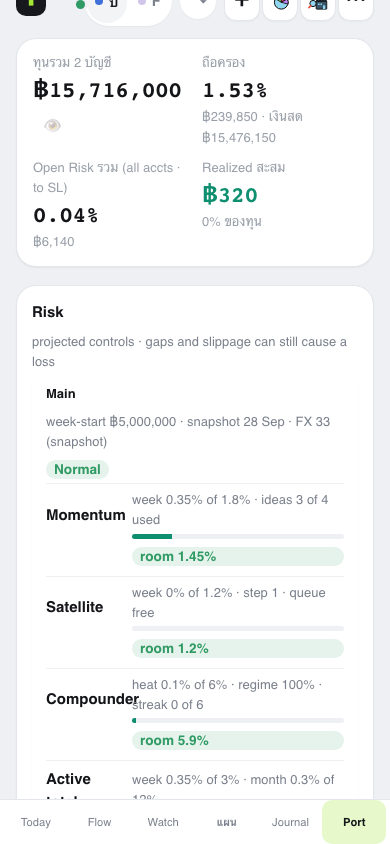 ทุนรวม 2 บัญชี
฿15,716,000
ถือครอง
1.53%
฿239,850 · เงินสด
฿15,476,150
Open Risk รวม (all accts ·
to SL)
0.04%
฿6,140
Realized สะสม
฿320
0% ของทุน
Risk
projected controls · gaps and slippage can still cause a
loss
Main
week-start ฿5,000,000 · snapshot 28 Sep · FX 33
(snapshot)
Normal
Momentum
week 0.35% of 1.8% · ideas 3 of 4
used
room 1.45%
Satellite
week 0% of 1.2% · step 1 · queue
free
room 1.2%
Compounder
heat 0.1% of 6% · regime 100% ·
streak 0 of 6
room 5.9%
Active
week 0.35% of 3% · month 0.3% of
Today
Flow
Watch
แผน
Journal
Port